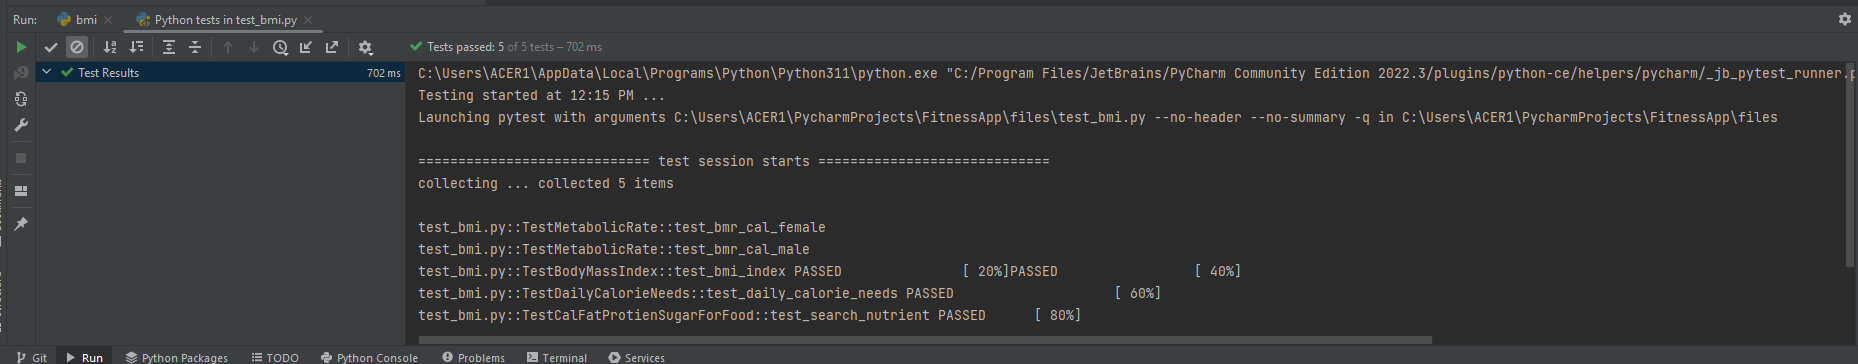 Run: bmi × Python tests in test_bmi.py ×
Tests passed: 5 of 5 tests – 702 ms
Test Results 702 ms
C:\Users\ACER1\AppData\Local\Programs\Python\Python311\python.exe "C:/Program Files/JetBrains/PyCharm Community Edition 2022.3/plugins/python-ce/helpers/pycharm/_jb_pytest_runner.p
Testing started at 12:15 PM ...
Launching pytest with arguments C:\Users\ACER1\PycharmProjects\FitnessApp\files\test_bmi.py --no-header --no-summary -q in C:\Users\ACER1\PycharmProjects\FitnessApp\files
============================= test session starts =============================
collecting ... collected 5 items
test_bmi.py::TestMetabolicRate::test_bmr_cal_female
test_bmi.py::TestMetabolicRate::test_bmr_cal_male
test_bmi.py::TestBodyMassIndex::test_bmi_index PASSED [ 20%]PASSED [ 40%]
test_bmi.py::TestDailyCalorieNeeds::test_daily_calorie_needs PASSED [ 60%]
test_bmi.py::TestCalFatProtienSugarForFood::test_search_nutrient PASSED [ 80%]
Git Run Python Packages TODO Python Console Problems Terminal Services